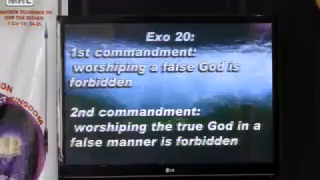 Exo 20:
1st commandment:
worshiping a false God is
forbidden
2nd commandment:
worshiping the true God in a
false manner is forbidden
LG